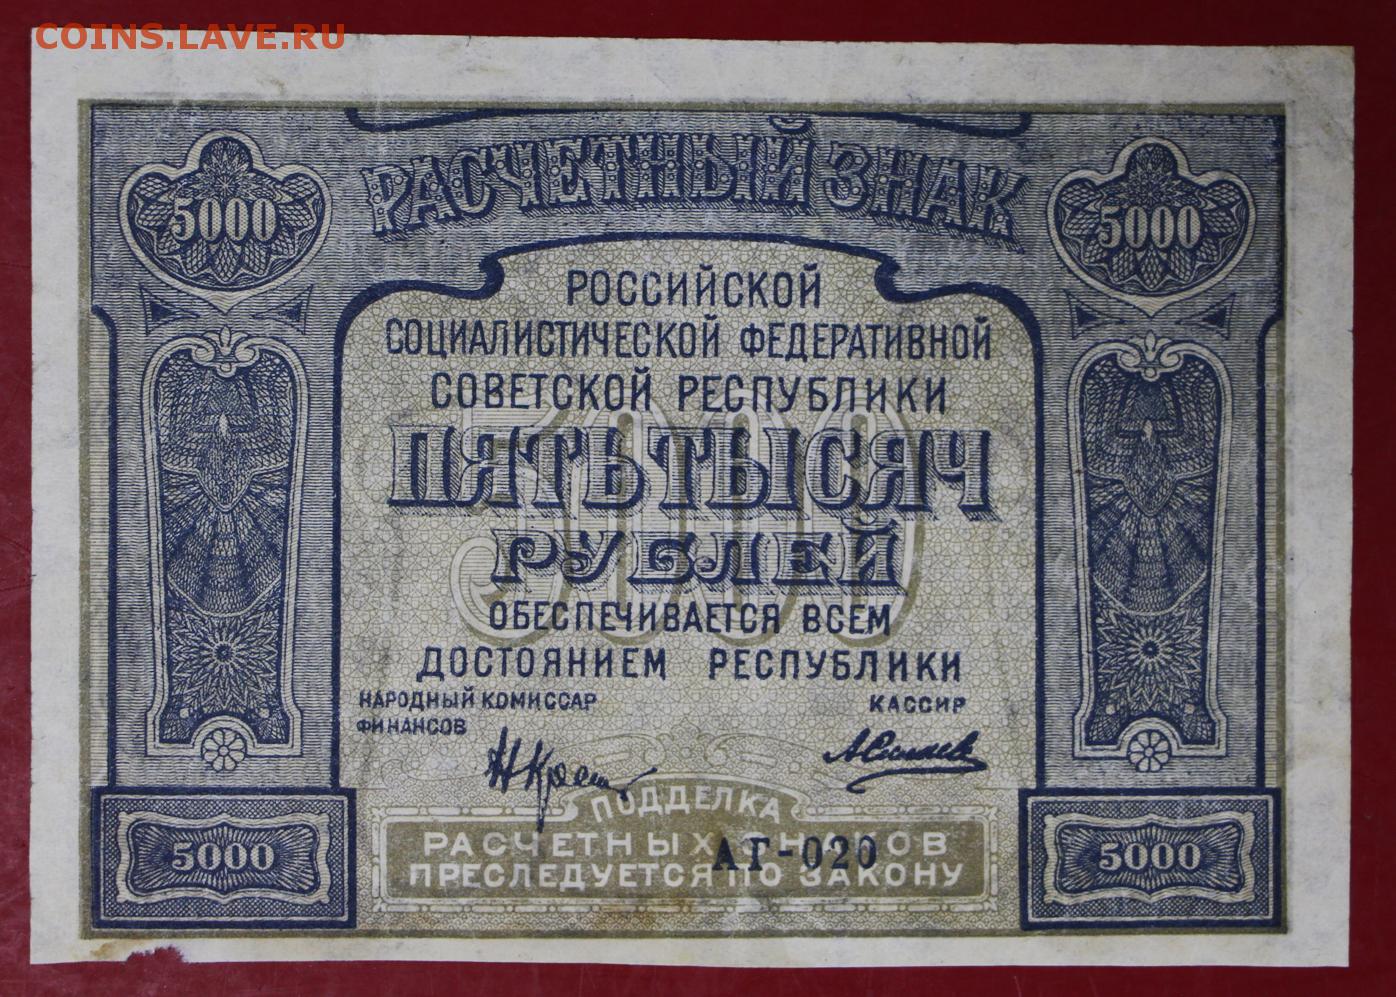 COINS.LAVE.RU
РАСЧЕТНЫЙ ЗНАК
5000
5000
РОССИЙСКОЙ
СОЦИАЛИСТИЧЕСКОЙ ФЕДЕРАТИВНОЙ
СОВЕТСКОЙ РЕСПУБЛИКИ
5000
ПЯТЬ ТЫСЯЧ
РУБЛЕЙ
ОБЕСПЕЧИВАЕТСЯ ВСЕМ
ДОСТОЯНИЕМ РЕСПУБЛИКИ
НАРОДНЫЙ КОМИССАР
ФИНАНСОВ
КАССИР
ПОДДЕЛКА
РАСЧЕТНЫХ ЗНАКОВ
ПРЕСЛЕДУЕТСЯ ПО ЗАКОНУ
АГ-020
5000
5000